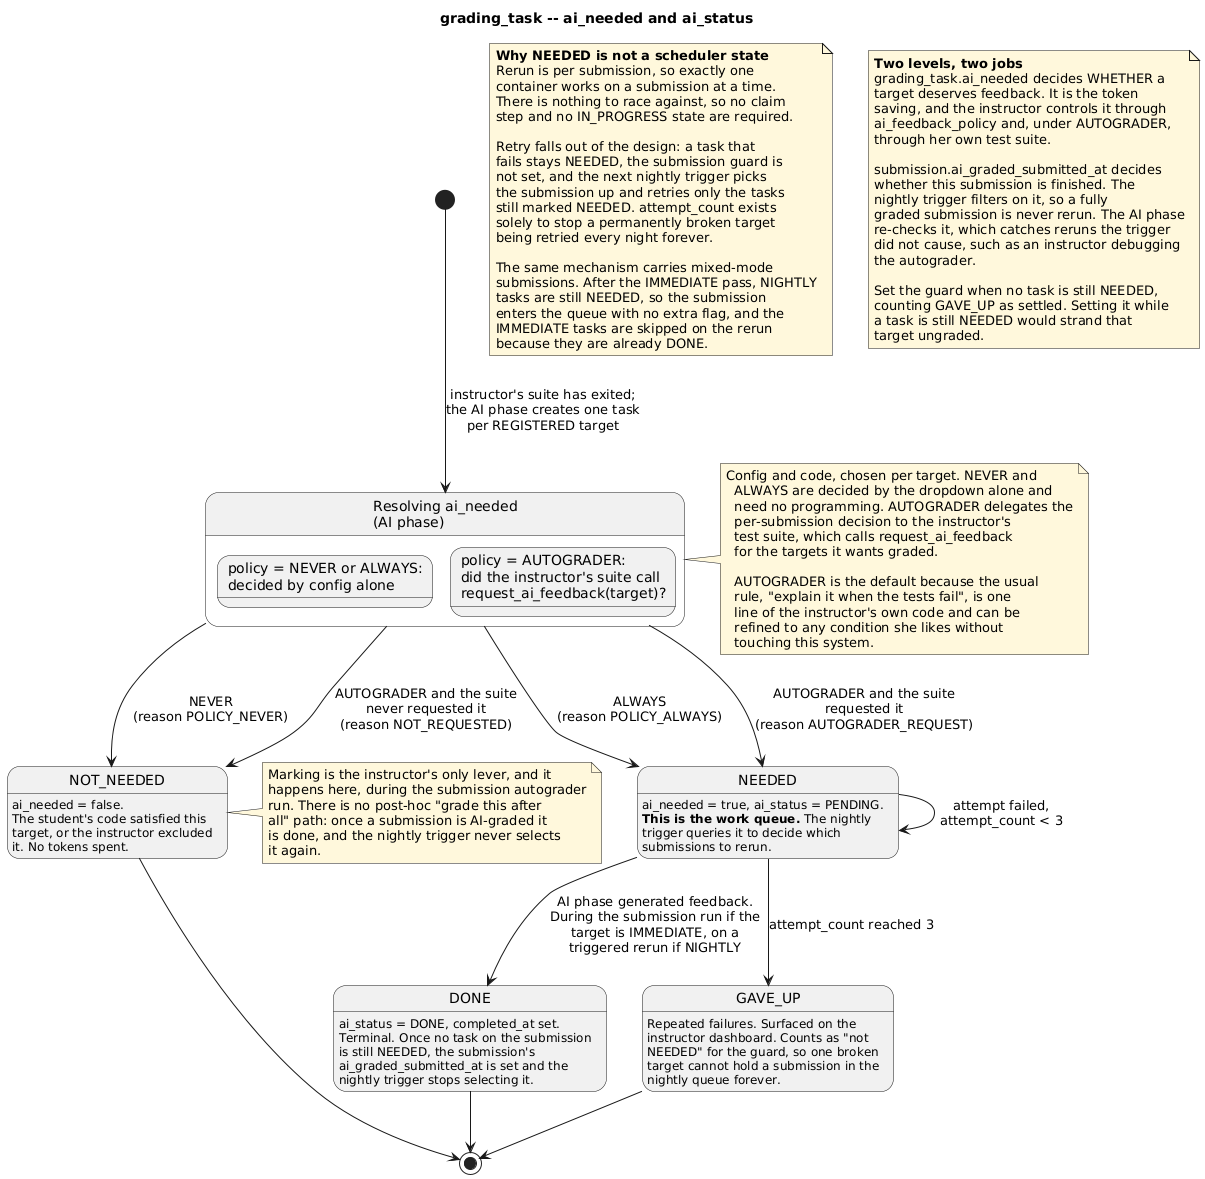 grading_task -- ai_needed and ai_status
Why NEEDED is not a scheduler state
Rerun is per submission, so exactly one
container works on a submission at a time.
There is nothing to race against, so no claim
step and no IN_PROGRESS state are required.
Retry falls out of the design: a task that
fails stays NEEDED, the submission guard is
not set, and the next nightly trigger picks
the submission up and retries only the tasks
still marked NEEDED. attempt_count exists
solely to stop a permanently broken target
being retried every night forever.
The same mechanism carries mixed-mode
submissions. After the IMMEDIATE pass, NIGHTLY
tasks are still NEEDED, so the submission
enters the queue with no extra flag, and the
IMMEDIATE tasks are skipped on the rerun
because they are already DONE.
Two levels, two jobs
grading_task.ai_needed decides WHETHER a
target deserves feedback. It is the token
saving, and the instructor controls it through
ai_feedback_policy and, under AUTOGRADER,
through her own test suite.
submission.ai_graded_submitted_at decides
whether this submission is finished. The
nightly trigger filters on it, so a fully
graded submission is never rerun. The AI phase
re-checks it, which catches reruns the trigger
did not cause, such as an instructor debugging
the autograder.
Set the guard when no task is still NEEDED,
counting GAVE_UP as settled. Setting it while
a task is still NEEDED would strand that
target ungraded.
instructor's suite has exited;
the AI phase creates one task
per REGISTERED target
Resolving ai_needed
(AI phase)
policy = NEVER or ALWAYS:
decided by config alone
policy = AUTOGRADER:
did the instructor's suite call
request_ai_feedback(target)?
Config and code, chosen per target. NEVER and
ALWAYS are decided by the dropdown alone and
need no programming. AUTOGRADER delegates the
per-submission decision to the instructor's
test suite, which calls request_ai_feedback
for the targets it wants graded.
AUTOGRADER is the default because the usual
rule, "explain it when the tests fail", is one
line of the instructor's own code and can be
refined to any condition she likes without
touching this system.
NEVER
(reason POLICY_NEVER)
AUTOGRADER and the suite
never requested it
(reason NOT_REQUESTED)
ALWAYS
(reason POLICY_ALWAYS)
AUTOGRADER and the suite
requested it
(reason AUTOGRADER_REQUEST)
NOT_NEEDED
ai_needed = false.
The student's code satisfied this
target, or the instructor excluded
it. No tokens spent.
Marking is the instructor's only lever, and it
happens here, during the submission autograder
run. There is no post-hoc "grade this after
all" path: once a submission is AI-graded it
is done, and the nightly trigger never selects
it again.
NEEDED
ai_needed = true, ai_status = PENDING.
This is the work queue. The nightly
trigger queries it to decide which
submissions to rerun.
attempt failed,
attempt_count < 3
AI phase generated feedback.
During the submission run if the
target is IMMEDIATE, on a
triggered rerun if NIGHTLY
attempt_count reached 3
DONE
ai_status = DONE, completed_at set.
Terminal. Once no task on the submission
is still NEEDED, the submission's
ai_graded_submitted_at is set and the
nightly trigger stops selecting it.
GAVE_UP
Repeated failures. Surfaced on the
instructor dashboard. Counts as "not
NEEDED" for the guard, so one broken
target cannot hold a submission in the
nightly queue forever.